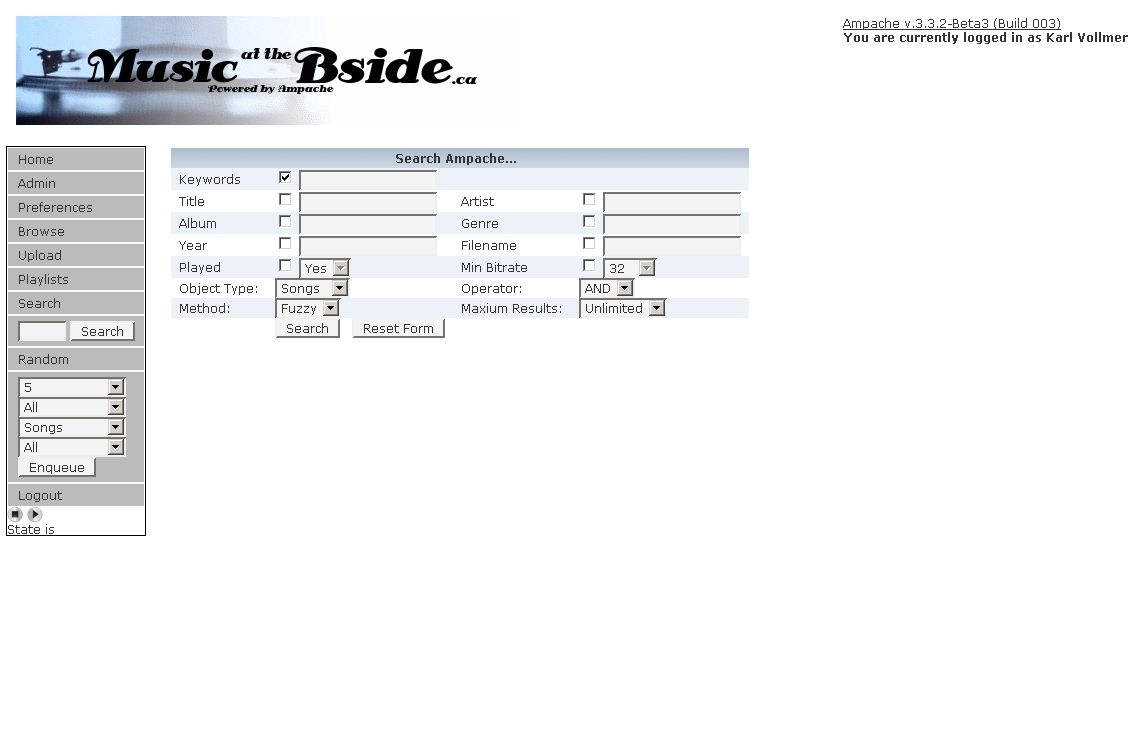 Music at the Bside.ca
Powered by Ampache
Ampache v.3.3.2-Beta3 (Build 003)
You are currently logged in as Karl Vollmer
Home
Admin
Preferences
Browse
Upload
Playlists
Search
Search
Random
5
All
Songs
All
Enqueue
Logout
State is
Search Ampache...
Keywords
Title Artist
Album Genre
Year Filename
Played Yes Min Bitrate 32
Object Type: Songs Operator: AND
Method: Fuzzy Maxium Results: Unlimited
Search Reset Form